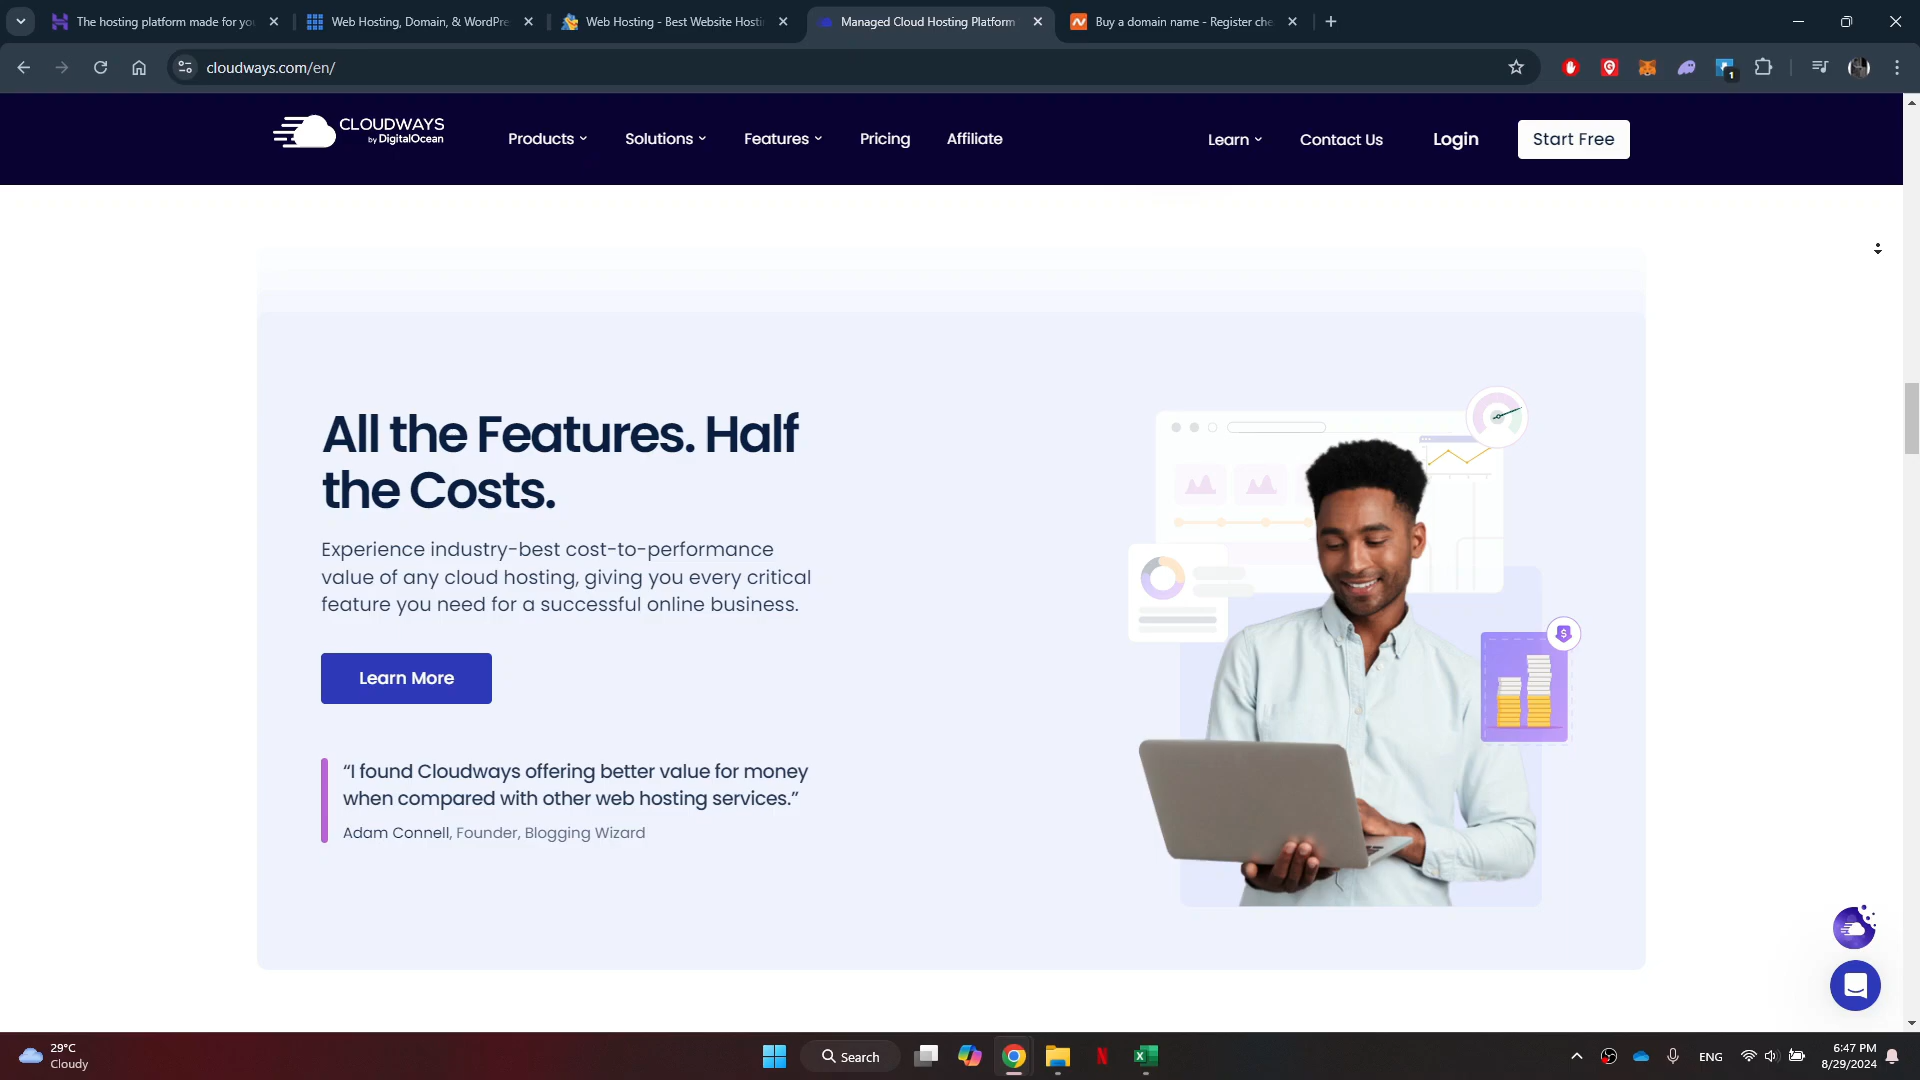 The hosting platform made for yo
Web Hosting, Domain, & WordPre
Web Hosting - Best Website Hosti
Managed Cloud Hosting Platform
Buy a domain name - Register che
cloudways.com/en/
1
CLOUDWAYS
by DigitalOcean
Products
Solutions
Features
Pricing
Affiliate
Learn
Contact Us
Login
Start Free
All the Features. Half
the Costs.
Experience industry-best cost-to-performance
value of any cloud hosting, giving you every critical
feature you need for a successful online business.
Learn More
“I found Cloudways offering better value for money
when compared with other web hosting services.”
Adam Connell, Founder, Blogging Wizard
$
29°C
Cloudy
Search
ENG
6:47 PM
8/29/2024